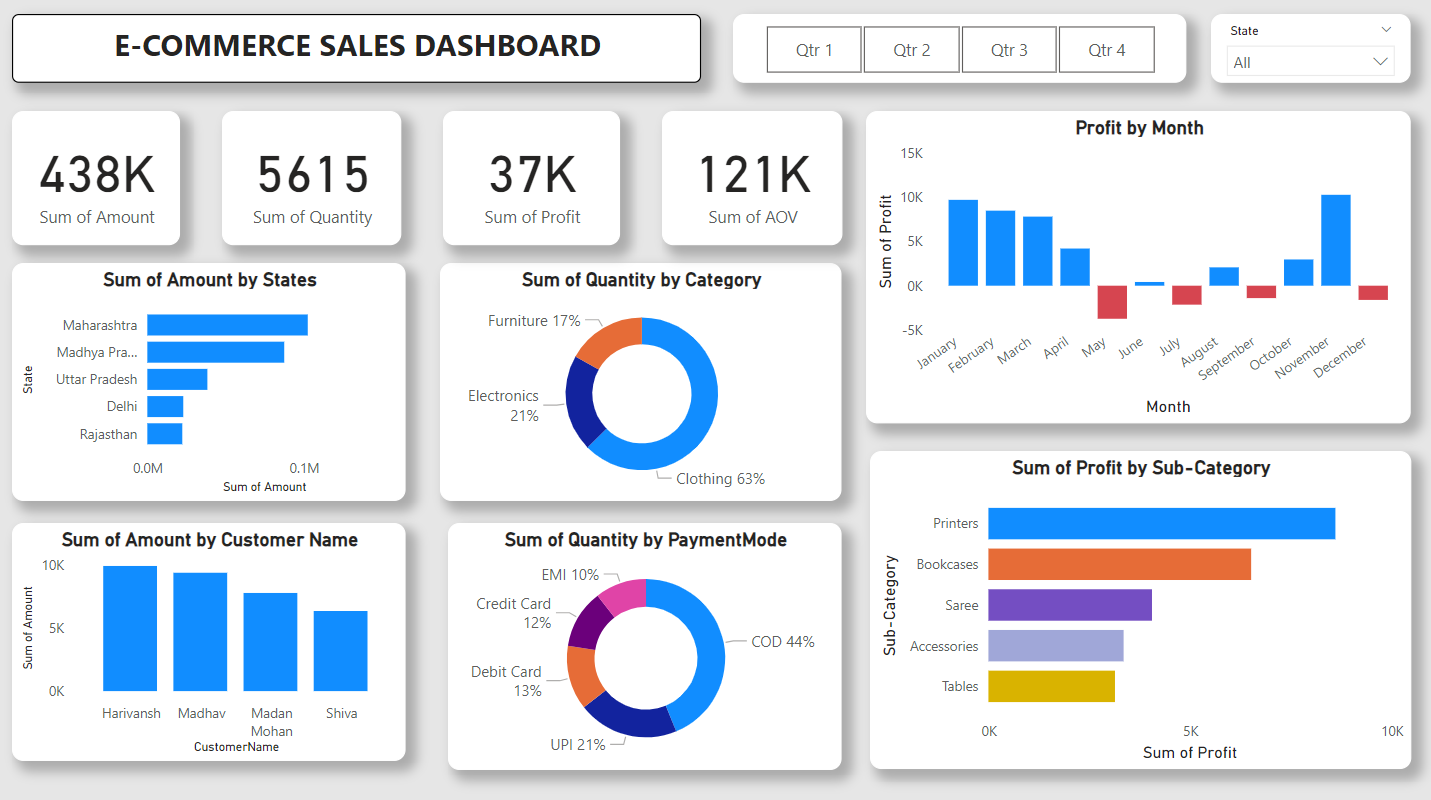 E-COMMERCE SALES DASHBOARD
Qtr 1
Qtr 2
Qtr 3
Qtr 4
State
All
438K
Sum of Amount
5615
Sum of Quantity
37K
Sum of Profit
121K
Sum of AOV
Profit by Month
Sum of Profit
15K
10K
5K
0K
-5K
January
February
March
April
May
June
July
August
September
October
November
December
Month
Sum of Amount by States
State
Maharashtra
Madhya Pra...
Uttar Pradesh
Delhi
Rajasthan
0.0M
0.1M
Sum of Amount
Sum of Quantity by Category
Furniture 17%
Electronics
21%
Clothing 63%
Sum of Profit by Sub-Category
Sub-Category
Printers
Bookcases
Saree
Accessories
Tables
0K
5K
10K
Sum of Profit
Sum of Amount by Customer Name
Sum of Amount
10K
5K
0K
Harivansh
Madhav
Madan
Mohan
Shiva
CustomerName
Sum of Quantity by PaymentMode
EMI 10%
Credit Card
12%
COD 44%
Debit Card
13%
UPI 21%